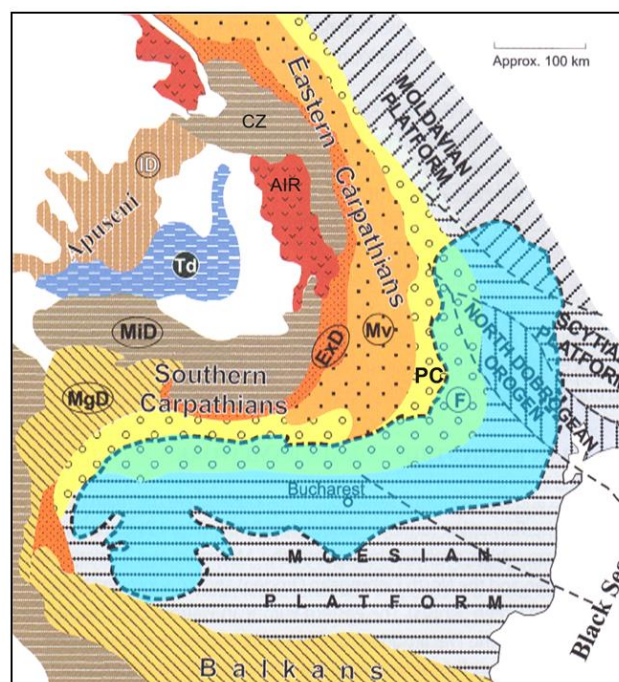 Approx. 100 km
Eastern
Carpathians
MOLDAVIAN
PLATFORM
CZ
ID
AIR
Apuseni
Td
SCYTIAN
PLATFORM
NORTH DOBROGEAN
OROGEN
MiD
ExD
Mv
PC
F
MgD
Southern
Carpathians
Bucharest
MOESIAN
PLATFORM
Black Sea
Balkans